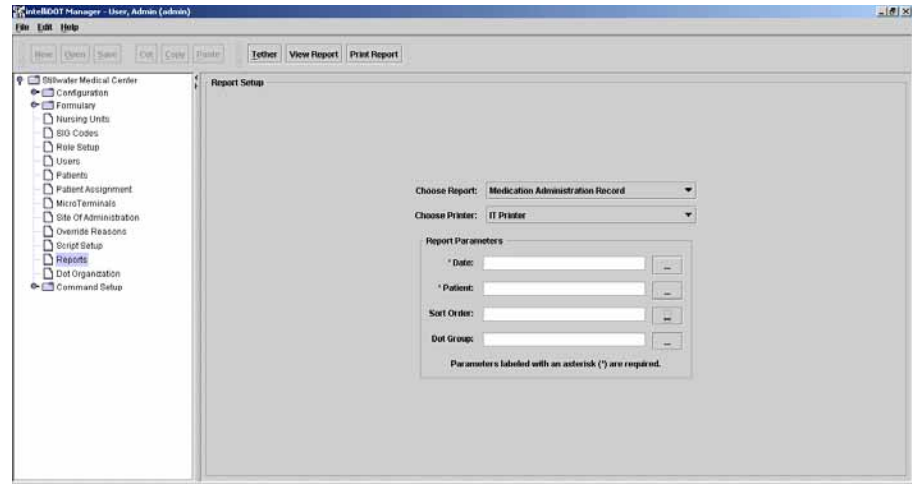 IntelliDOT Manager - User, Admin (admin)
File Edit Help
New Open Save Cut Copy Paste Tether View Report Print Report
Stillwater Medical Center
Configuration
Formulary
Nursing Units
SIG Codes
Role Setup
Users
Patients
Patient Assignment
MicroTerminals
Site Of Administration
Override Reasons
Script Setup
Reports
Dot Organization
Command Setup
Report Setup
Choose Report: Medication Administration Record
Choose Printer: IT Printer
Report Parameters
* Date: ...
* Patient: ...
Sort Order: ...
Dot Group: ...
Parameters labeled with an asterisk (*) are required.